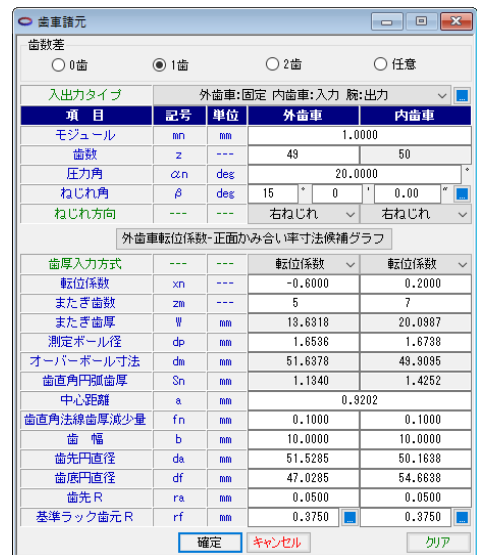 歯車諸元
歯数差
0歯 1歯 2歯 任意
入出力タイプ 外歯車:固定 内歯車:入力 腕:出力
項 目 記号 単位 外歯車 内歯車
モジュール mn mm 1.0000
歯数 z --- 49 50
圧力角 αn deg 20.0000 °
ねじれ角 β deg 15 ° 0 ' 0.00 "
ねじれ方向 --- --- 右ねじれ 右ねじれ
外歯車転位係数-正面かみ合い率寸法候補グラフ
歯厚入力方式 --- --- 転位係数 転位係数
転位係数 xn --- -0.6000 0.2000
またぎ歯数 zm --- 5 7
またぎ歯厚 W mm 13.6318 20.0987
測定ボール径 dp mm 1.6536 1.6738
オーバーボール寸法 dm mm 51.6378 49.9095
歯直角円弧歯厚 Sn mm 1.1340 1.4252
中心距離 a mm 0.9202
歯直角法線歯厚減少量 fn mm 0.1000 0.1000
歯 幅 b mm 10.0000 10.0000
歯先円直径 da mm 51.5285 50.1638
歯底円直径 df mm 47.0285 54.6638
歯先R ra mm 0.0500 0.0500
基準ラック歯元R rf mm 0.3750 0.3750
確定 キャンセル クリア